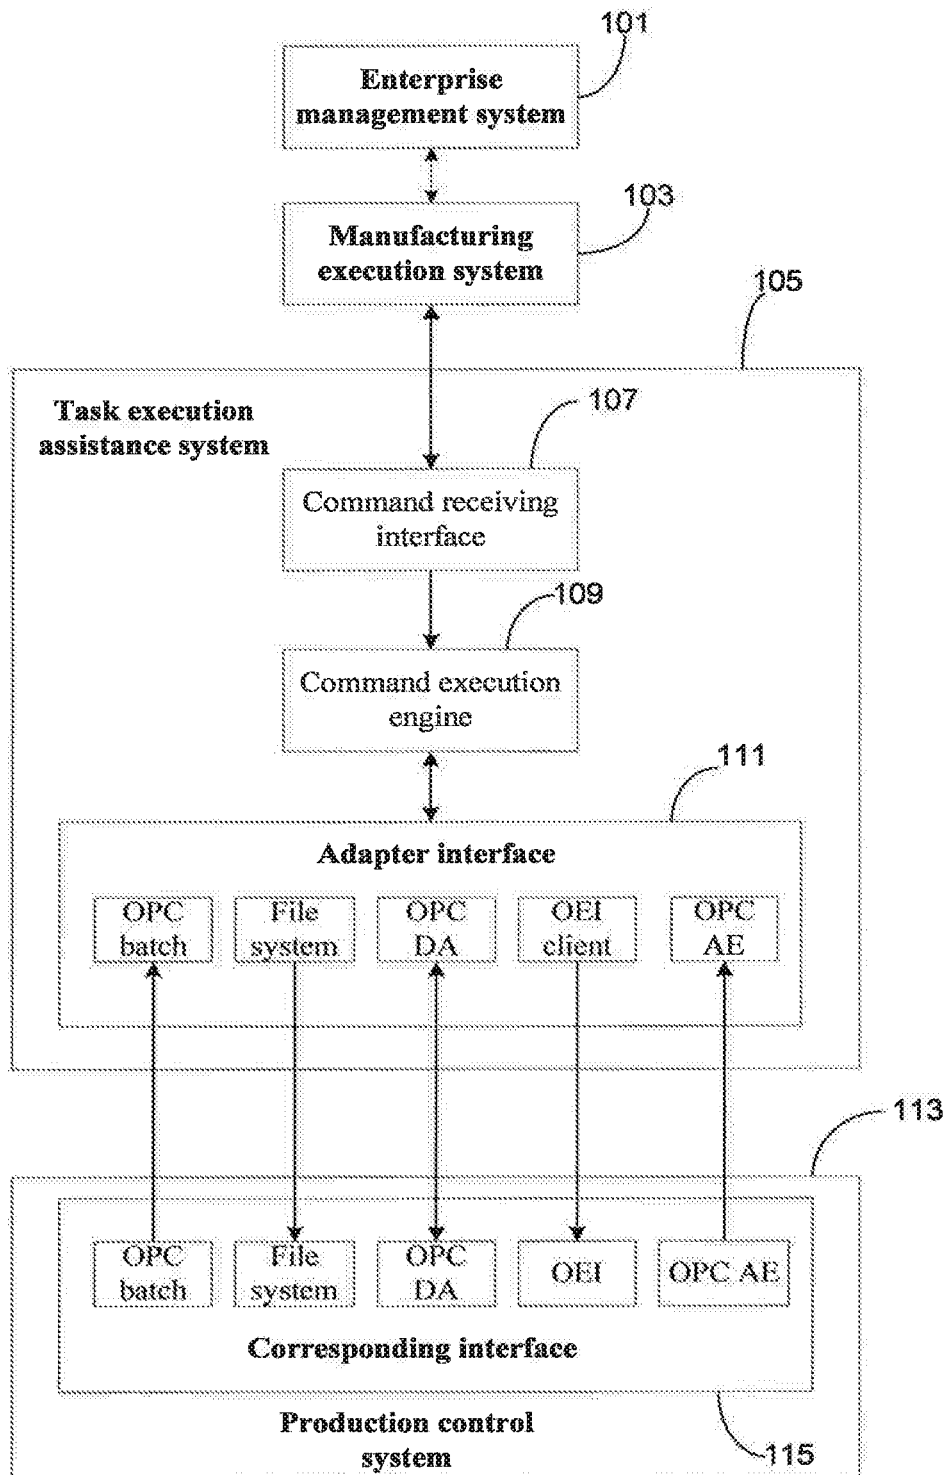 101
Enterprise
management system
103
Manufacturing
execution system
105
Task execution
assistance system
107
Command receiving
interface
109
Command execution
engine
111
Adapter interface
OPC
batch
File
system
OPC
DA
OEI
client
OPC
AE
113
OPC
batch
File
system
OPC
DA
OEI
OPC AE
Corresponding interface
Production control
system
115